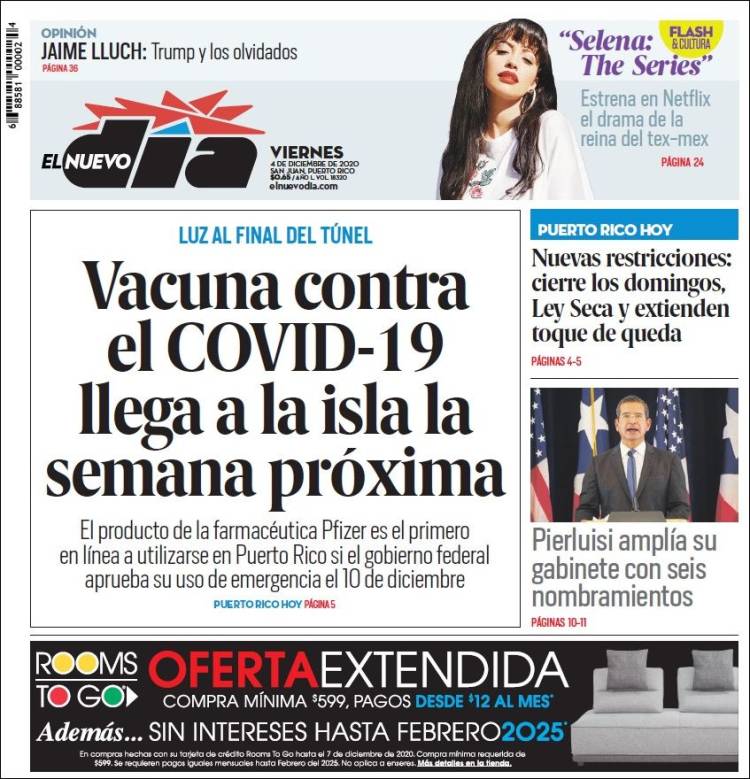 OPINIÓN
JAIME LLUCH: Trump y los olvidados
PÁGINA 36
6 88581 00002 4
EL NUEVO día
VIERNES
4 DE DICIEMBRE DE 2020
SAN JUAN, PUERTO RICO
$0.65 / AÑO L VOL. 18320
elnuevodia.com
FLASH
& CULTURA
“Selena:
The Series”
Estrena en Netflix
el drama de la
reina del tex-mex
PÁGINA 24
LUZ AL FINAL DEL TÚNEL
Vacuna contra
el COVID-19
llega a la isla la
semana próxima
El producto de la farmacéutica Pfizer es el primero
en línea a utilizarse en Puerto Rico si el gobierno federal
aprueba su uso de emergencia el 10 de diciembre
PUERTO RICO HOY PÁGINA 5
PUERTO RICO HOY
Nuevas restricciones:
cierre los domingos,
Ley Seca y extienden
toque de queda
PÁGINAS 4-5
Pierluisi amplía su
gabinete con seis
nombramientos
PÁGINAS 10-11
ROOMS
TO GO
OFERTA EXTENDIDA
COMPRA MÍNIMA $599, PAGOS DESDE $12 AL MES*
Además... SIN INTERESES HASTA FEBRERO 2025*
En compras hechas con su tarjeta de crédito Rooms To Go hasta el 7 de diciembre de 2020. Compra mínima requerida de
$599. Se requieren pagos iguales mensuales hasta Febrero del 2025. No aplica a enseres. Más detalles en la tienda.